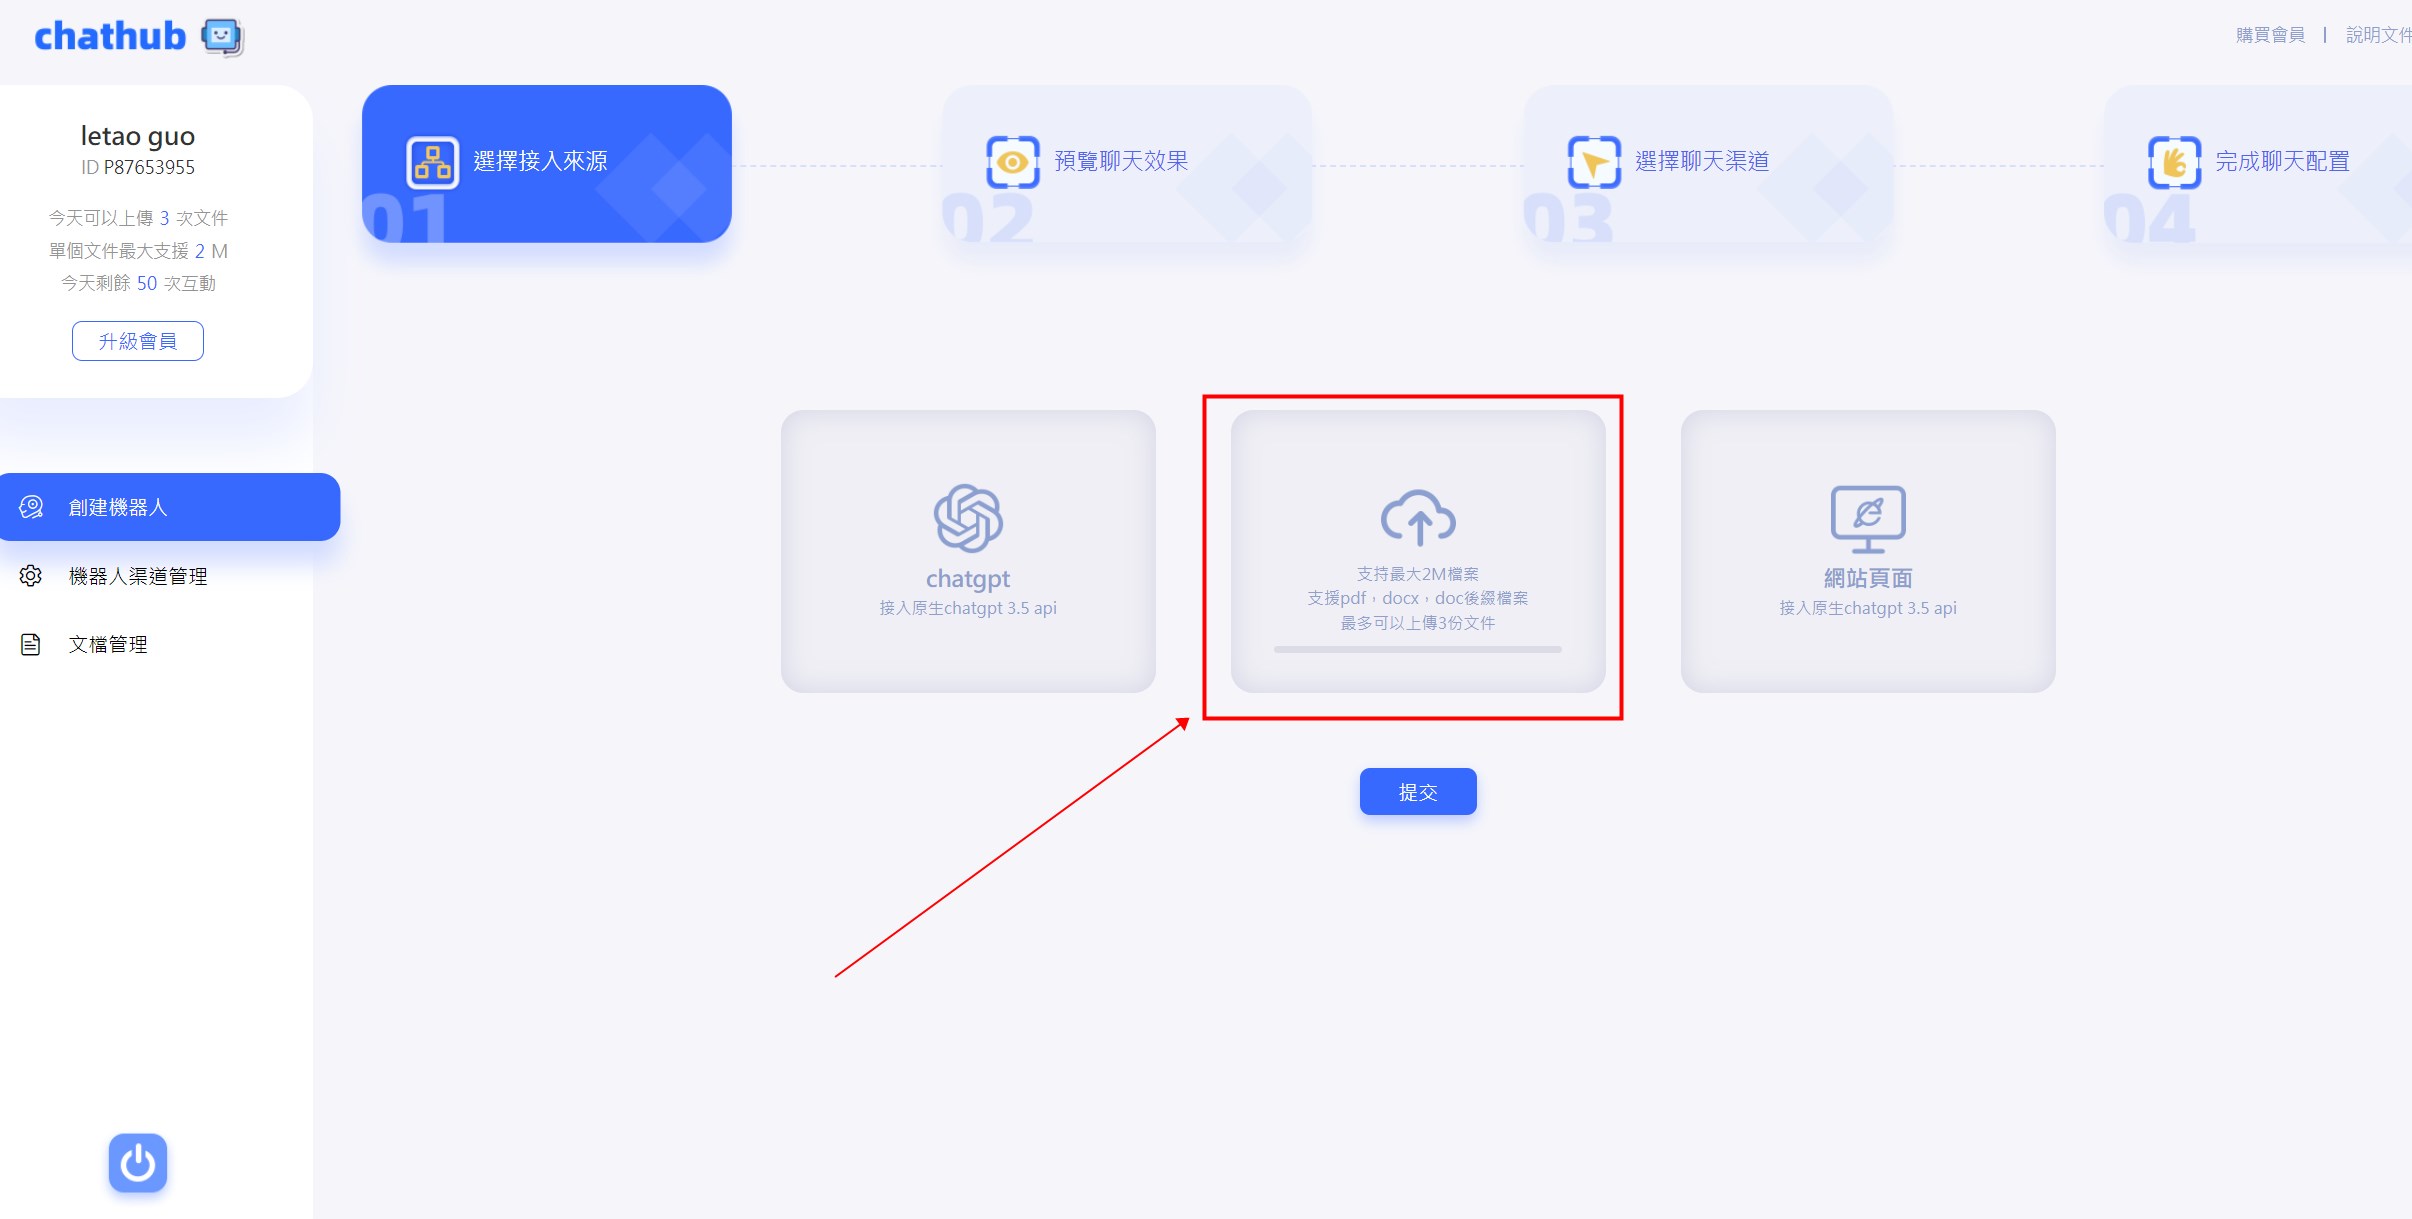 chathub
購買會員 | 說明文件
letao guo
ID P87653955
今天可以上傳 3 次文件
單個文件最大支援 2 M
今天剩餘 50 次互動
升級會員
創建機器人
機器人渠道管理
文檔管理
選擇接入來源
01
預覽聊天效果
02
選擇聊天渠道
03
完成聊天配置
04
chatgpt
接入原生chatgpt 3.5 api
支持最大2M檔案
支援pdf，docx，doc後綴檔案
最多可以上傳3份文件
網站頁面
接入原生chatgpt 3.5 api
提交